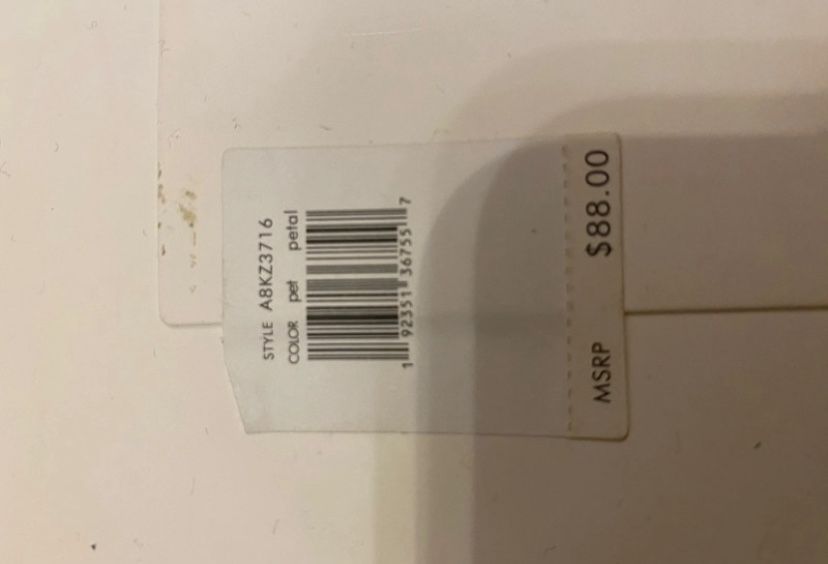 STYLE A8KZ3716
COLOR pet petal
1 92351 36755 7
MSRP $88.00